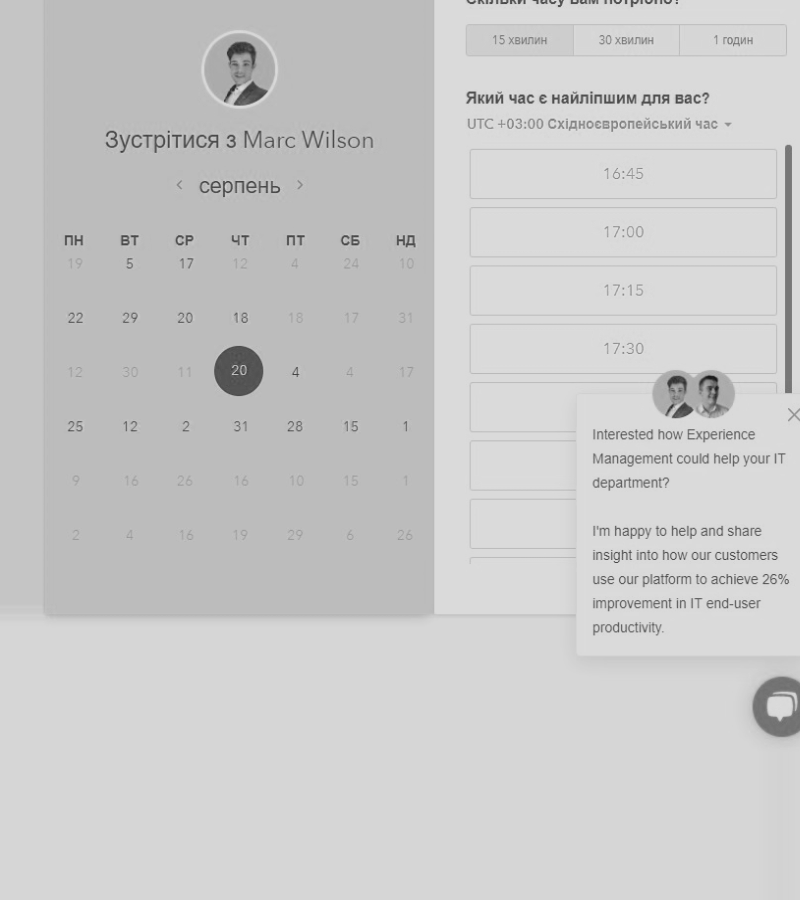 Скільки часу вам потрібно?
15 хвилин 30 хвилин 1 годин
Який час є найліпшим для вас?
UTC +03:00 Східноєвропейський час
16:45
17:00
17:15
17:30
Зустрітися з Marc Wilson
серпень
ПН ВТ СР ЧТ ПТ СБ НД
19 5 17 12 4 24 10
22 29 20 18 18 17 31
12 30 11 20 4 4 17
25 12 2 31 28 15 1
9 16 26 16 10 15 1
2 4 16 19 29 6 26
Interested how Experience
Management could help your IT
department?
I'm happy to help and share
insight into how our customers
use our platform to achieve 26%
improvement in IT end-user
productivity.